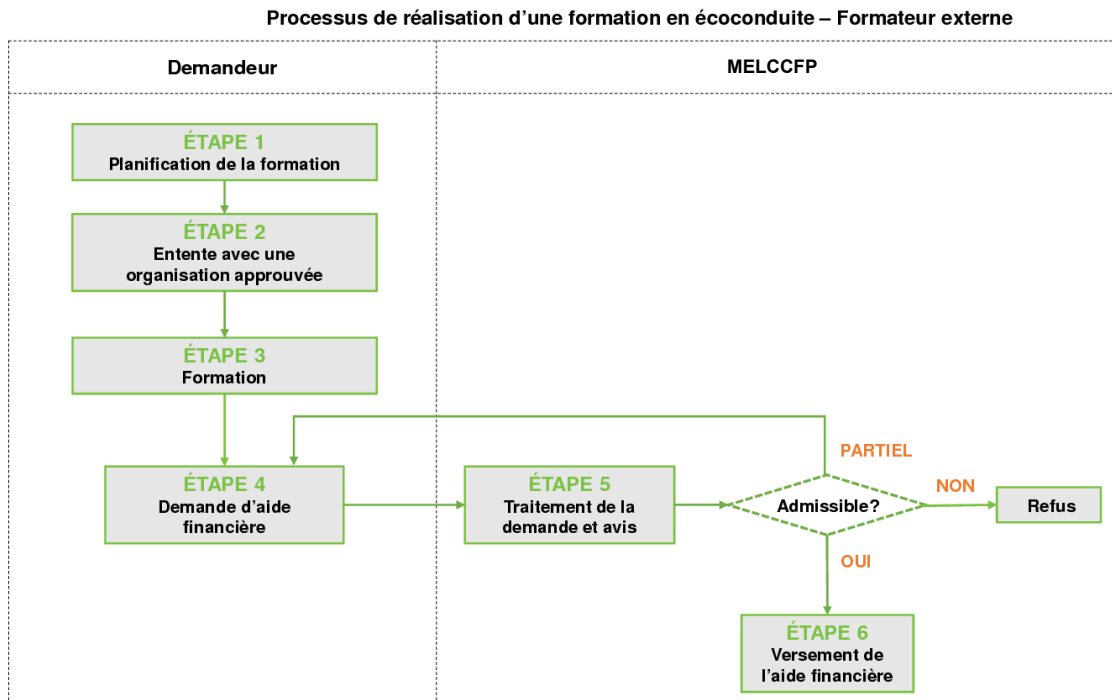 Processus de réalisation d’une formation en écoconduite – Formateur externe
Demandeur
MELCCFP
ÉTAPE 1
Planification de la formation
ÉTAPE 2
Entente avec une
organisation approuvée
ÉTAPE 3
Formation
PARTIEL
ÉTAPE 4
Demande d’aide
financière
ÉTAPE 5
Traitement de la
demande et avis
Admissible?
NON
Refus
OUI
ÉTAPE 6
Versement de
l’aide financière